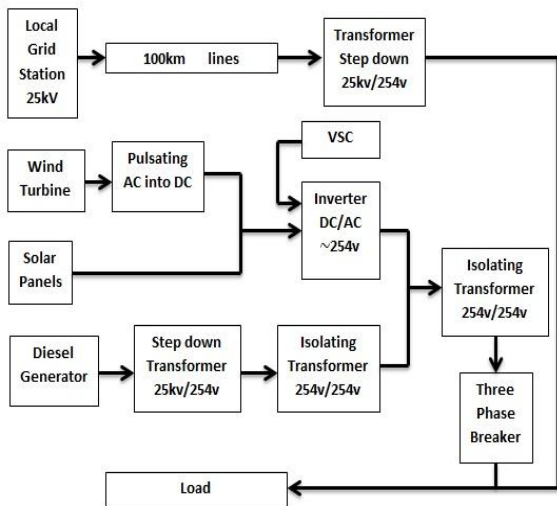 Local
Grid
Station
25kV
100km lines
Transformer
Step down
25kv/254v
VSC
Wind
Turbine
Pulsating
AC into DC
Inverter
DC/AC
~254v
Solar
Panels
Isolating
Transformer
254v/254v
Diesel
Generator
Step down
Transformer
25kv/254v
Isolating
Transformer
254v/254v
Three
Phase
Breaker
Load